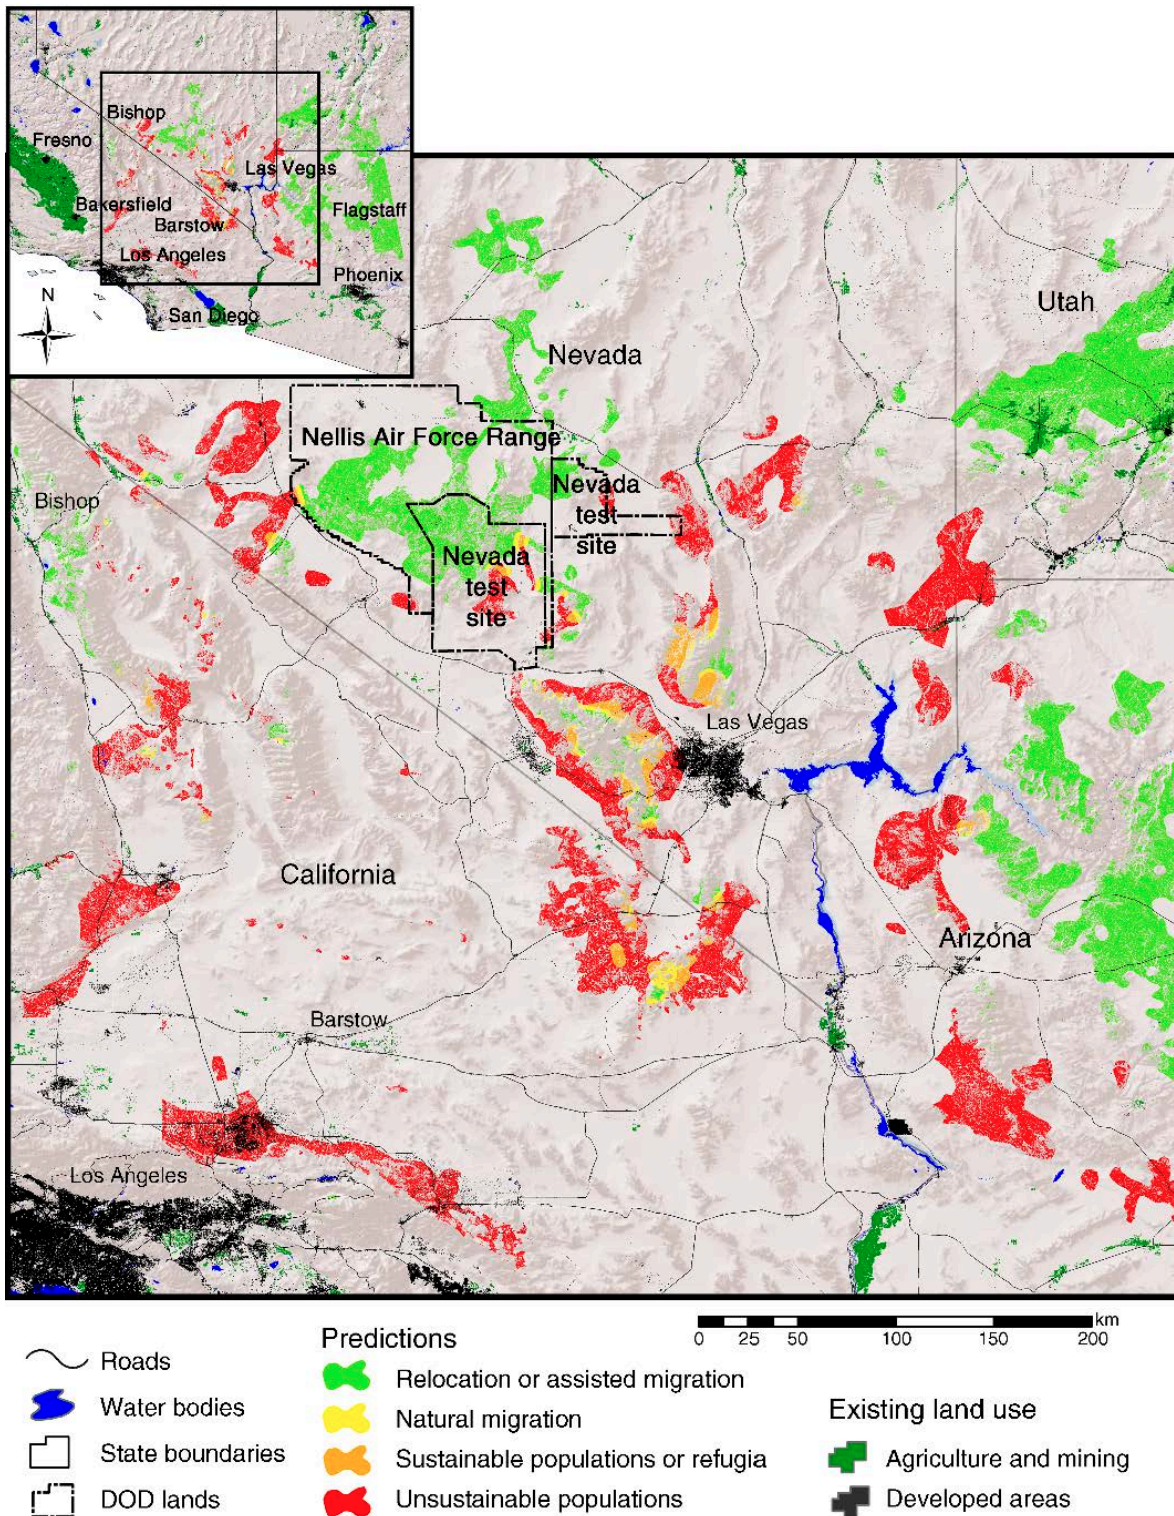 Bishop
Fresno
Las Vegas
Bakersfield
Flagstaff
Barstow
Los Angeles
Phoenix
N
San Diego
Utah
Nevada
Nellis Air Force Range
Bishop
Nevada
test
site
Nevada
test
site
Las Vegas
California
Arizona
Barstow
Los Angeles
km
0 25 50 100 150 200
Predictions
Roads
Relocation or assisted migration
Water bodies
Natural migration
Existing land use
State boundaries
Sustainable populations or refugia
Agriculture and mining
DOD lands
Unsustainable populations
Developed areas